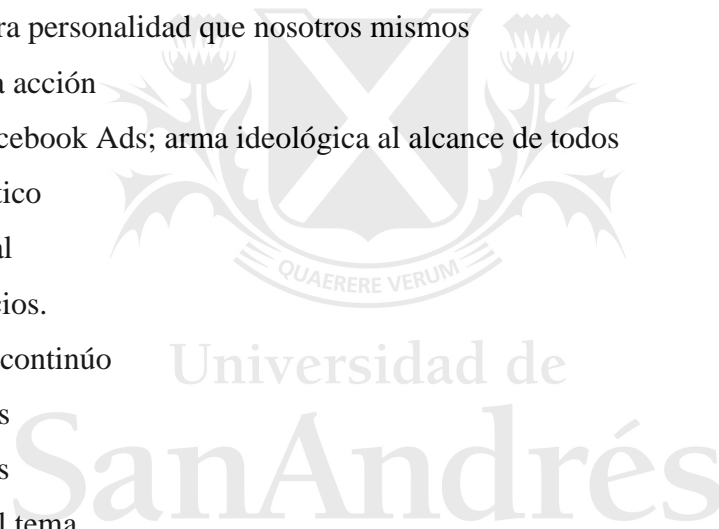 ra personalidad que nosotros mismos
a acción
cebook Ads; arma ideológica al alcance de todos
tico
al
QUAERERE VERUM
cios.
continúo
Universidad de
s
s
SanAndrés
l tema